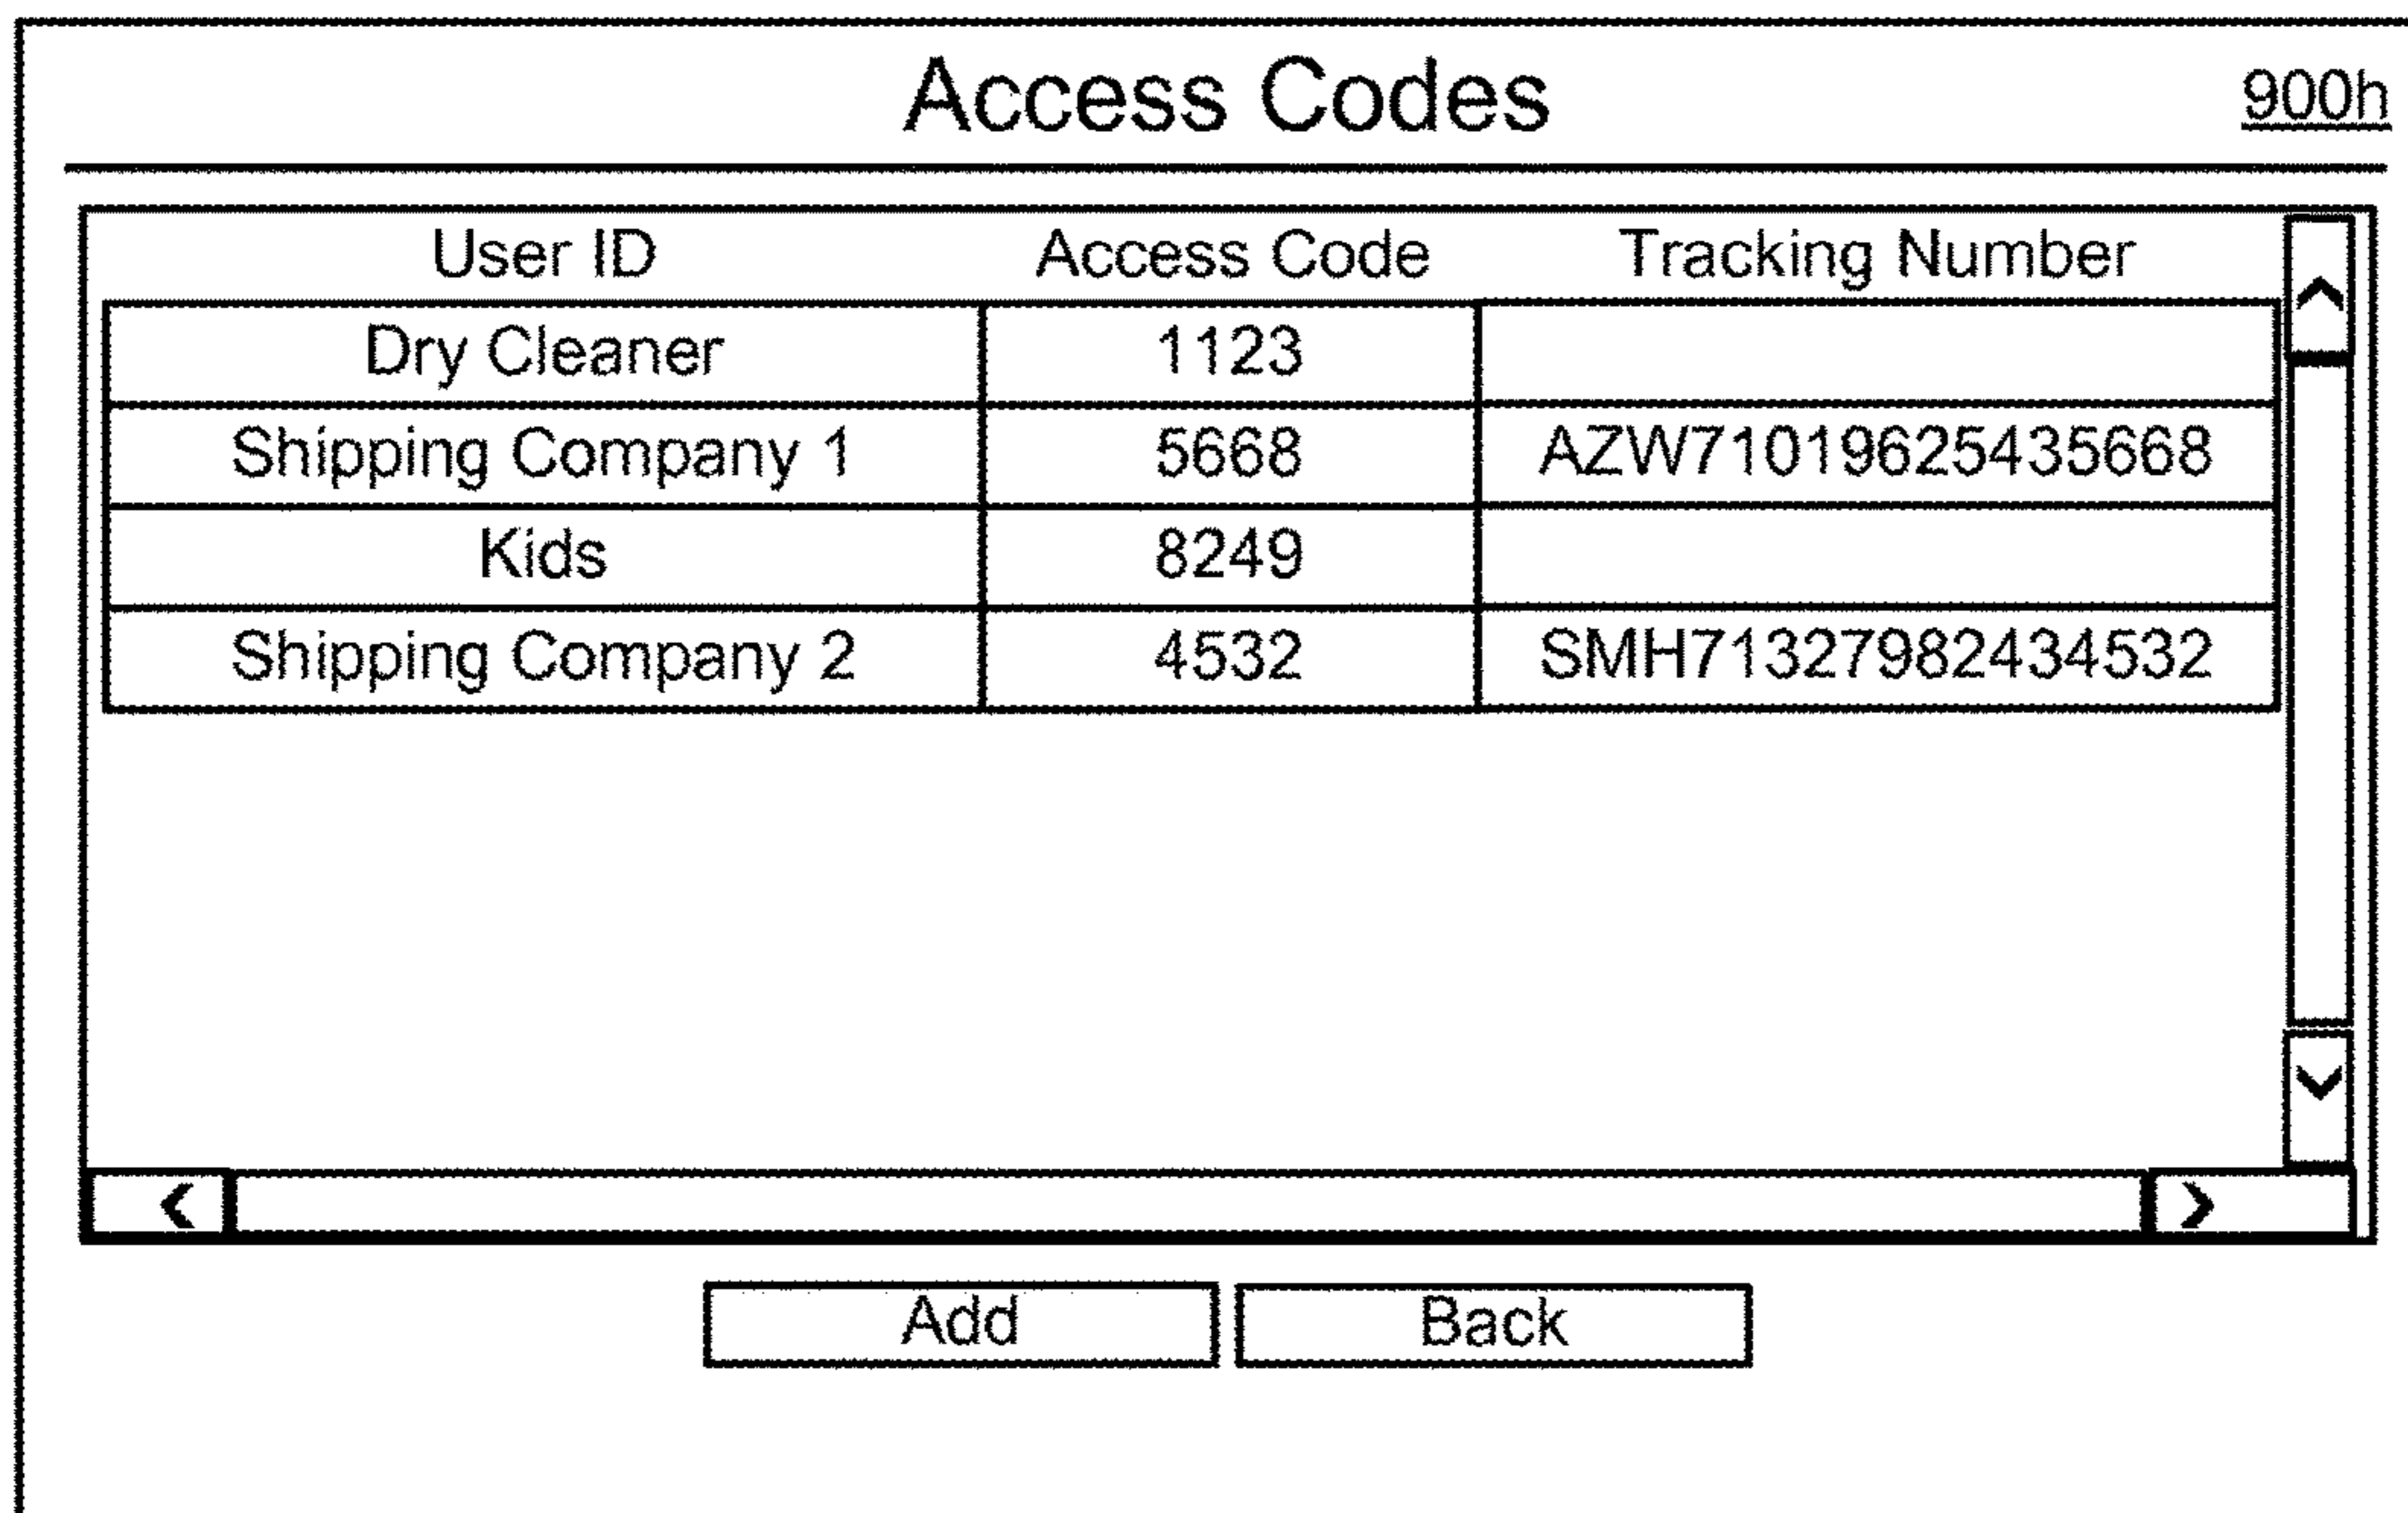 Access Codes 900h
User ID Access Code Tracking Number
Dry Cleaner 1123
Shipping Company 1 5668 AZW71019625435668
Kids 8249
Shipping Company 2 4532 SMH71327982434532
Add Back